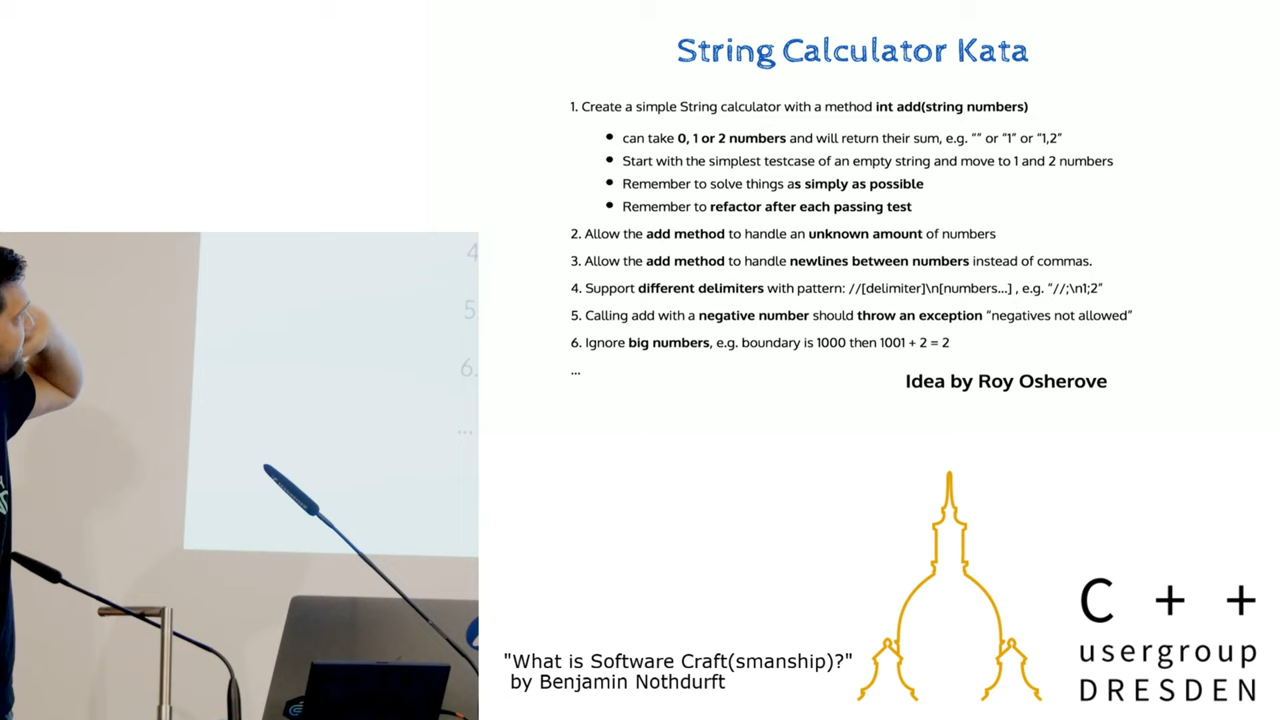 String Calculator Kata
1. Create a simple String calculator with a method int add(string numbers)
• can take 0, 1 or 2 numbers and will return their sum, e.g. “” or “1” or “1,2”
• Start with the simplest testcase of an empty string and move to 1 and 2 numbers
• Remember to solve things as simply as possible
• Remember to refactor after each passing test
2. Allow the add method to handle an unknown amount of numbers
3. Allow the add method to handle newlines between numbers instead of commas.
4. Support different delimiters with pattern: //[delimiter]\n[numbers...] , e.g. “//;\n1;2”
5. Calling add with a negative number should throw an exception “negatives not allowed”
6. Ignore big numbers, e.g. boundary is 1000 then 1001 + 2 = 2
...
Idea by Roy Osherove
4
5.
6.
...
"What is Software Craft(smanship)?"
by Benjamin Nothdurft
C + +
usergroup
DRESDEN